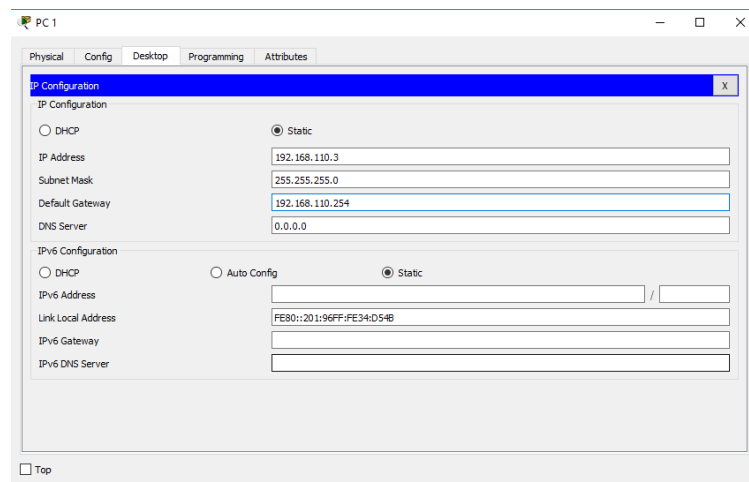 PC 1
Physical Config Desktop Programming Attributes
IP Configuration X
IP Configuration
DHCP Static
IP Address 192.168.110.3
Subnet Mask 255.255.255.0
Default Gateway 192.168.110.254
DNS Server 0.0.0.0
IPv6 Configuration
DHCP Auto Config Static
IPv6 Address /
Link Local Address FE80::201:96FF:FE34:D54B
IPv6 Gateway
IPv6 DNS Server
Top